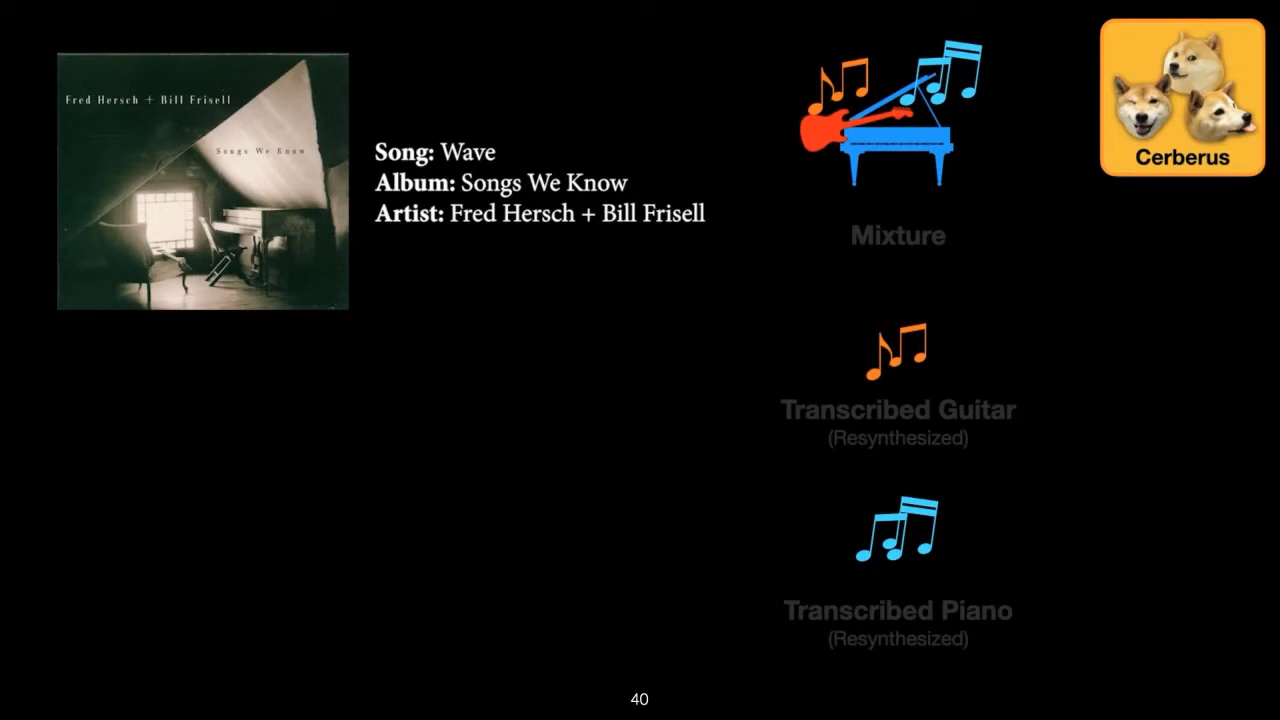 Fred Hersch + Bill Frisell
Songs We Know
Song: Wave
Album: Songs We Know
Artist: Fred Hersch + Bill Frisell
Mixture
Transcribed Guitar
(Resynthesized)
Transcribed Piano
(Resynthesized)
Cerberus
40